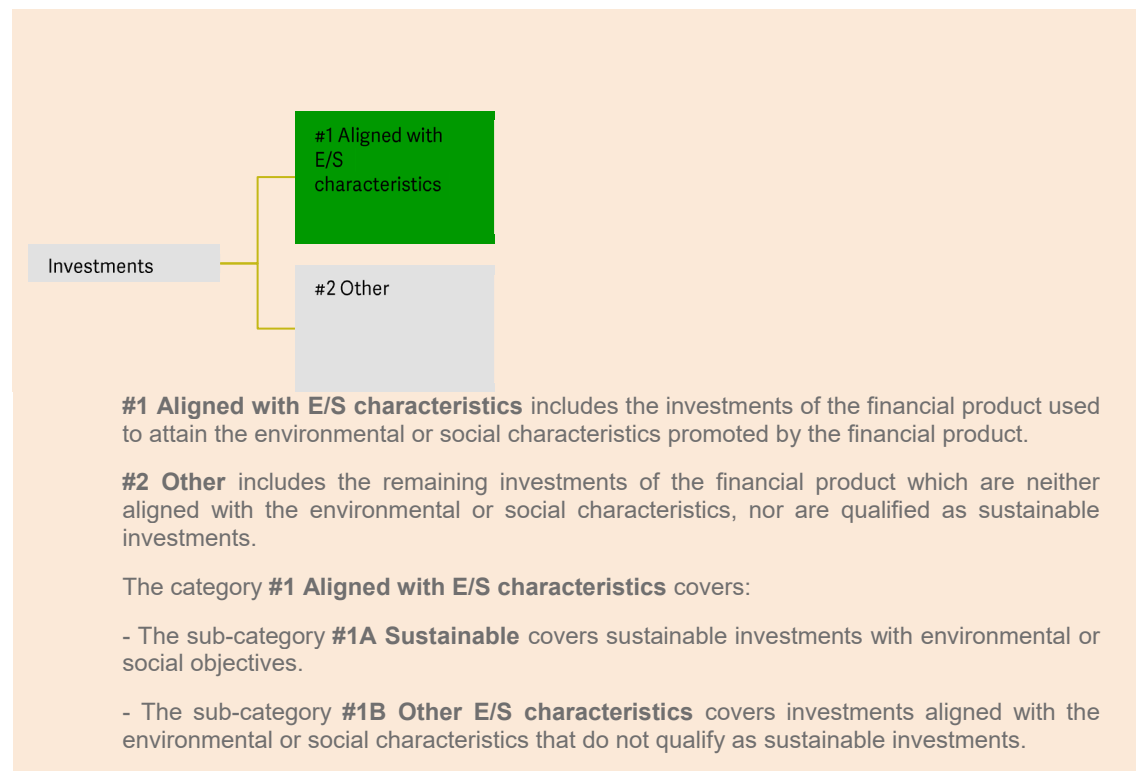 #1 Aligned with
E/S
characteristics
Investments
#2 Other
#1 Aligned with E/S characteristics includes the investments of the financial product used
to attain the environmental or social characteristics promoted by the financial product.
#2 Other includes the remaining investments of the financial product which are neither
aligned with the environmental or social characteristics, nor are qualified as sustainable
investments.
The category #1 Aligned with E/S characteristics covers:
- The sub-category #1A Sustainable covers sustainable investments with environmental or
social objectives.
- The sub-category #1B Other E/S characteristics covers investments aligned with the
environmental or social characteristics that do not qualify as sustainable investments.